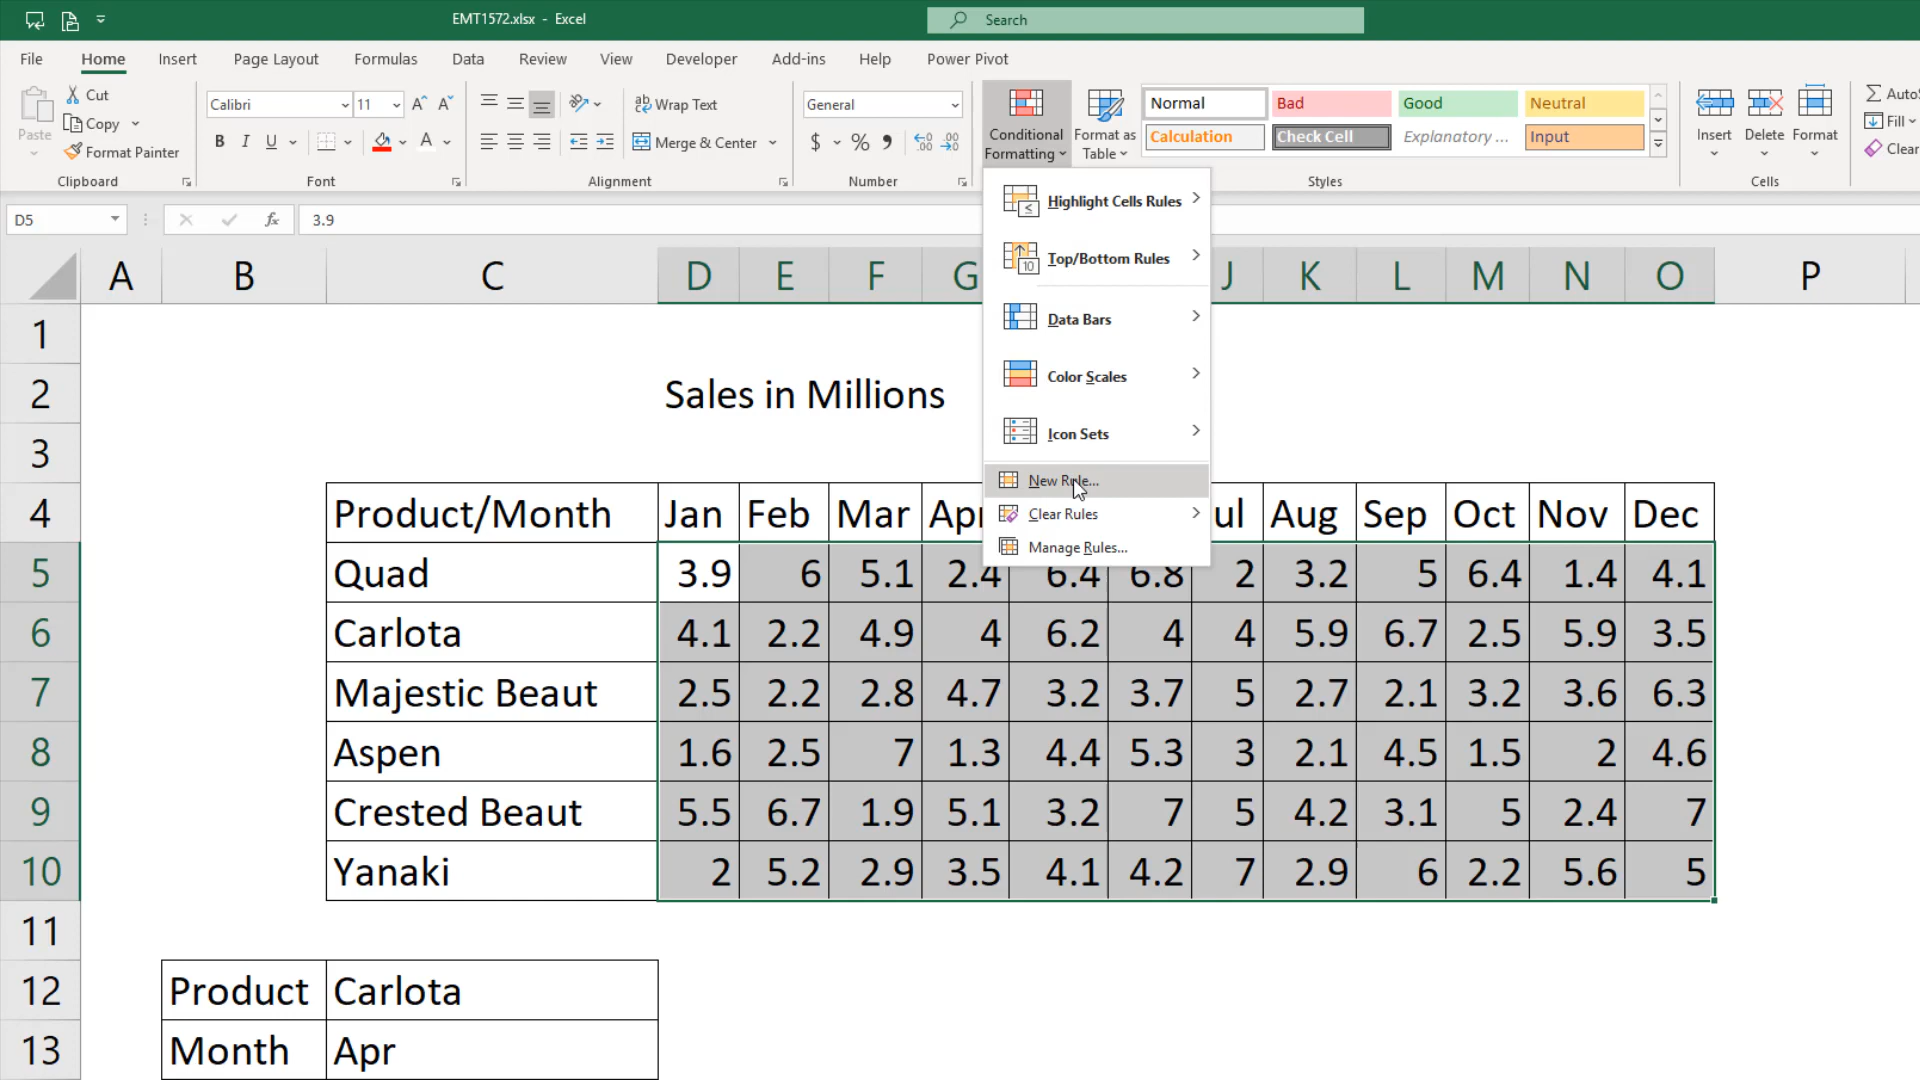 EMT1572.xlsx - Excel
Search
File Home Insert Page Layout Formulas Data Review View Developer Add-ins Help Power Pivot
Paste
Cut
Copy
Format Painter
Clipboard
Calibri 11
B I U A
Font
ab Wrap Text
Merge & Center
Alignment
General
$ % 9
Number
Conditional Formatting
Format as Table
Normal Bad Good Neutral
Calculation Check Cell Explanatory ... Input
Styles
Insert Delete Format
Cells
Auto
Fill
Clear
D5 fx 3.9
Highlight Cells Rules
Top/Bottom Rules
Data Bars
Color Scales
Icon Sets
New Rule...
Clear Rules
Manage Rules...
A B C D E F G J K L M N O P
1
2 Sales in Millions
3
4 Product/Month Jan Feb Mar Apr ul Aug Sep Oct Nov Dec
5 Quad 3.9 6 5.1 2.4 6.4 6.8 2 3.2 5 6.4 1.4 4.1
6 Carlota 4.1 2.2 4.9 4 6.2 4 4 5.9 6.7 2.5 5.9 3.5
7 Majestic Beaut 2.5 2.2 2.8 4.7 3.2 3.7 5 2.7 2.1 3.2 3.6 6.3
8 Aspen 1.6 2.5 7 1.3 4.4 5.3 3 2.1 4.5 1.5 2 4.6
9 Crested Beaut 5.5 6.7 1.9 5.1 3.2 7 5 4.2 3.1 5 2.4 7
10 Yanaki 2 5.2 2.9 3.5 4.1 4.2 7 2.9 6 2.2 5.6 5
11
12 Product Carlota
13 Month Apr